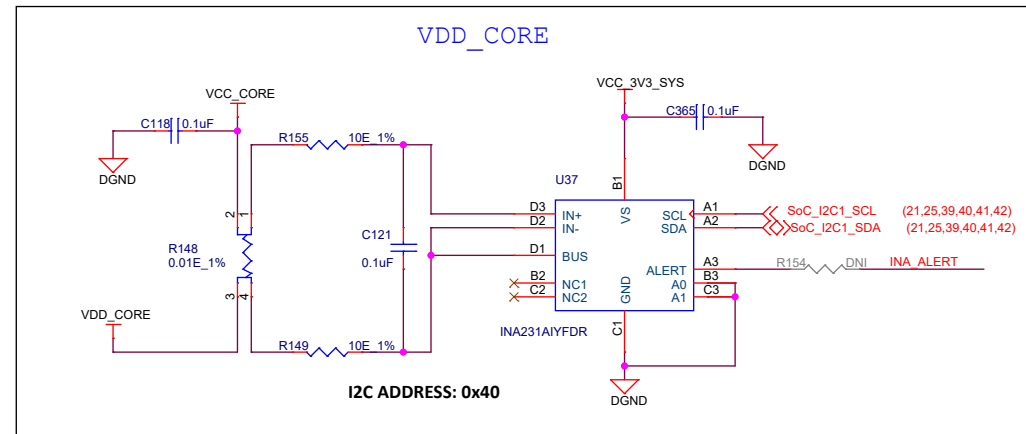 VDD_CORE
VCC_3V3_SYS
VCC_CORE
C118 0.1uF
C365 0.1uF
R155 10E_1%
DGND
DGND
U37
B1
D3 IN+ VS SCL A1 SoC_I2C1_SCL (21,25,39,40,41,42)
D2 IN- SDA A2 SoC_I2C1_SDA (21,25,39,40,41,42)
2 1
C121
0.1uF
D1 BUS
R148
0.01E_1%
ALERT A3 R154 DNI INA_ALERT
B2 NC1 A0 B3
C2 NC2 GND A1 C3
3 4
C1
VDD_CORE
INA231AIYFDR
R149 10E_1%
I2C ADDRESS: 0x40
DGND